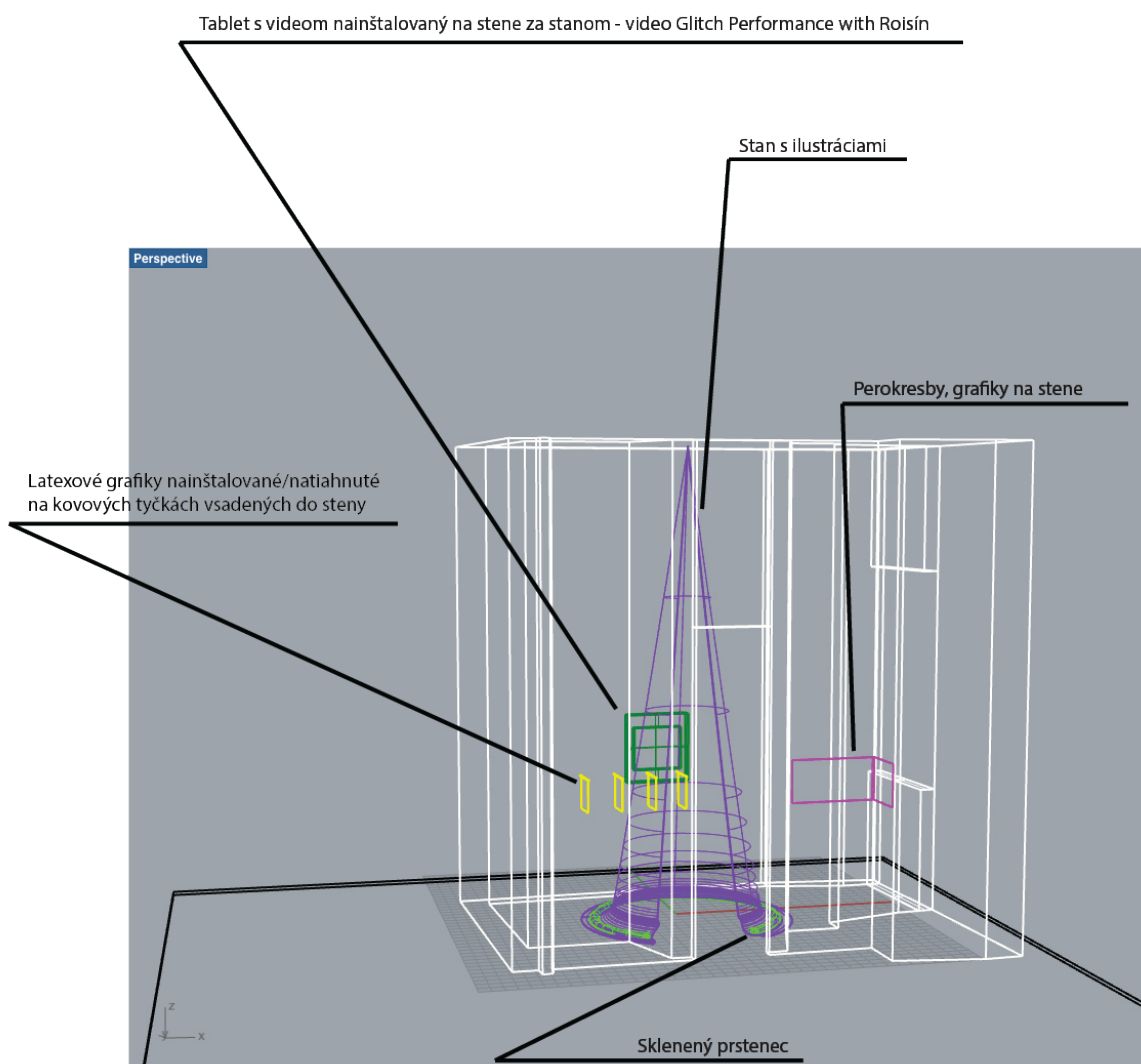 Tablet s videom nainštalovaný na stene za stanom - video Glitch Performance with Roisín
Stan s ilustráciami
Perspective
Perokresby, grafiky na stene
Latexové grafiky nainštalované/natiahnuté
na kovových tyčkách vsadených do steny
z
y
x
Sklenený prstenec